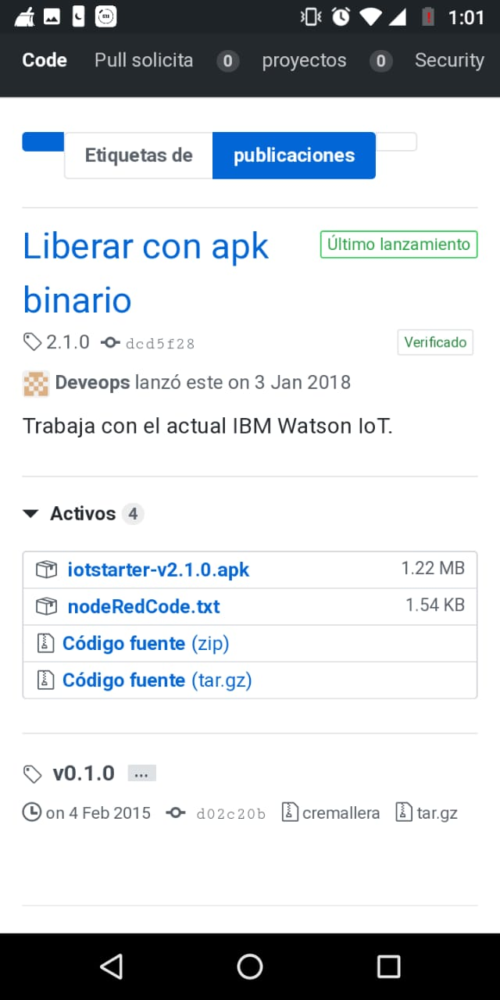 1:01
Code Pull solicita 0 proyectos 0 Security
Etiquetas de publicaciones
Liberar con apk binario
Último lanzamiento
2.1.0 dcd5f28 Verificado
Deveops lanzó este on 3 Jan 2018
Trabaja con el actual IBM Watson IoT.
Activos 4
iotstarter-v2.1.0.apk 1.22 MB
nodeRedCode.txt 1.54 KB
Código fuente (zip)
Código fuente (tar.gz)
v0.1.0 ...
on 4 Feb 2015 d02c20b cremallera tar.gz